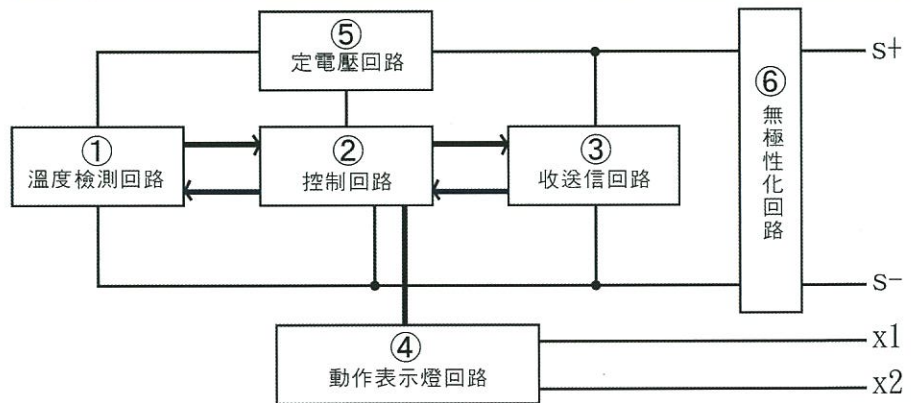 ⑤
定電壓回路
S+
⑥
無極性化回路
①
溫度檢測回路
②
控制回路
③
收送信回路
S-
④
動作表示燈回路
X1
X2